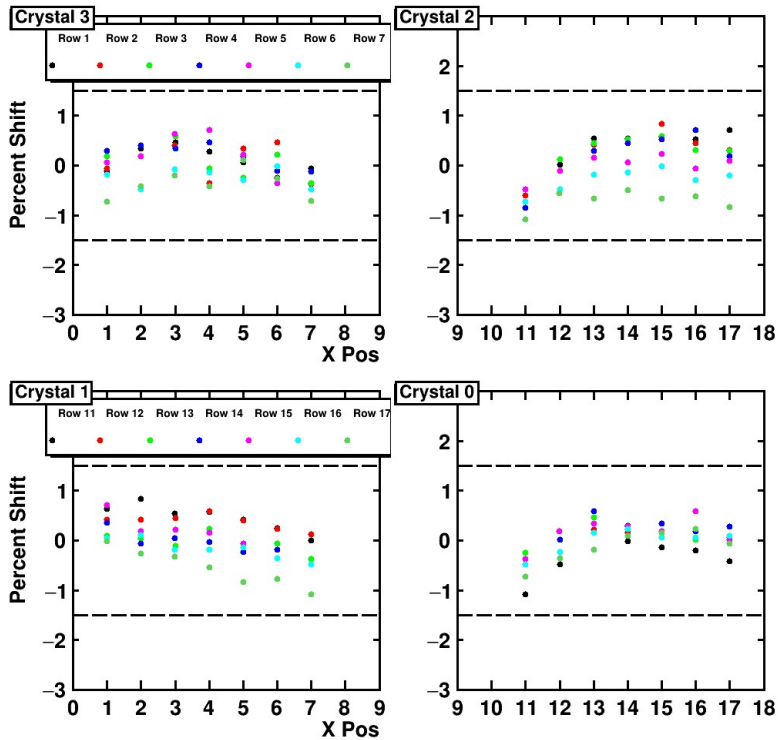 Crystal 3
Row 1 Row 2 Row 3 Row 4 Row 5 Row 6 Row 7
Percent Shift
1
0
−1
−2
−3
0 1 2 3 4 5 6 7 8 9
X Pos
Crystal 2
2
1
0
−1
−2
−3
9 10 11 12 13 14 15 16 17 18
Crystal 1
Row 11 Row 12 Row 13 Row 14 Row 15 Row 16 Row 17
Percent Shift
1
0
−1
−2
−3
0 1 2 3 4 5 6 7 8 9
X Pos
Crystal 0
2
1
0
−1
−2
−3
9 10 11 12 13 14 15 16 17 18